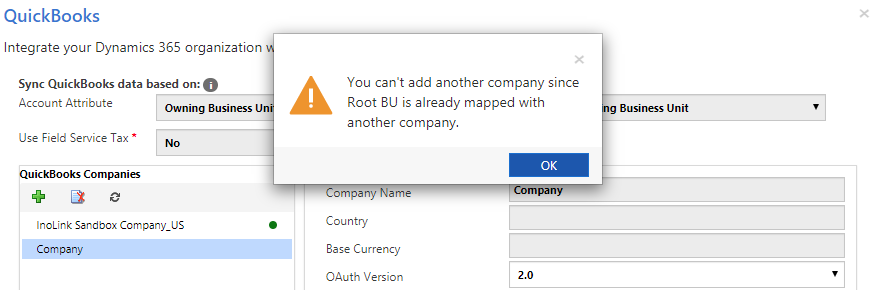 QuickBooks
Integrate your Dynamics 365 organization w
You can't add another company since
Root BU is already mapped with
another company.
OK
Sync QuickBooks data based on:
Account Attribute
Owning Business Unit
ning Business Unit
Use Field Service Tax *
No
QuickBooks Companies
InoLink Sandbox Company_US
Company
Company Name
Company
Country
Base Currency
OAuth Version
2.0